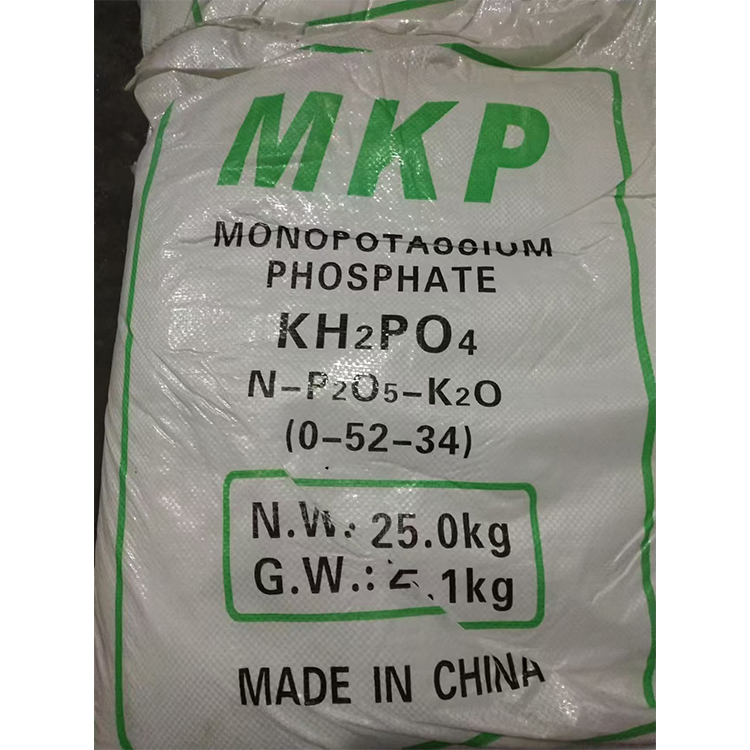 MKP
MONOPOTASSIUM
PHOSPHATE
KH₂PO₄
N-P₂O₅-K₂O
(0-52-34)
N.W.: 25.0kg
G.W.:
MADE IN CHINA